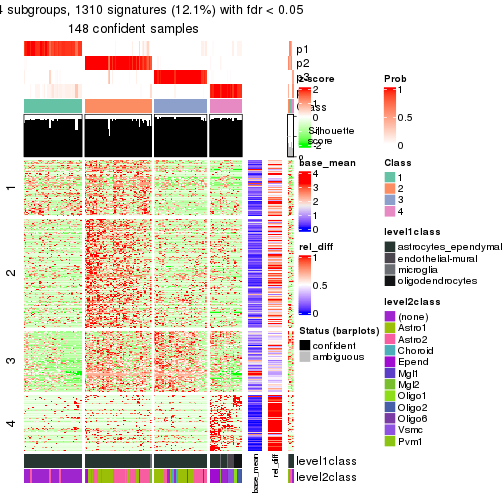 4 subgroups, 1310 signatures (12.1%) with fdr < 0.05
148 confident samples
p1
p2
p3
Class
Silhouette
score
1
2
3
4
level1class
level2class
base_mean
rel_diff
z-score
2
1
0
-1
-2
base_mean
4
3
2
1
0
rel_diff
1
0.5
0
Status (barplots)
confident
ambiguous
Prob
1
0.5
0
Class
1
2
3
4
level1class
astrocytes_ependymal
endothelial-mural
microglia
oligodendrocytes
level2class
(none)
Astro1
Astro2
Choroid
Epend
Mgl1
Mgl2
Oligo1
Oligo2
Oligo6
Vsmc
Pvm1